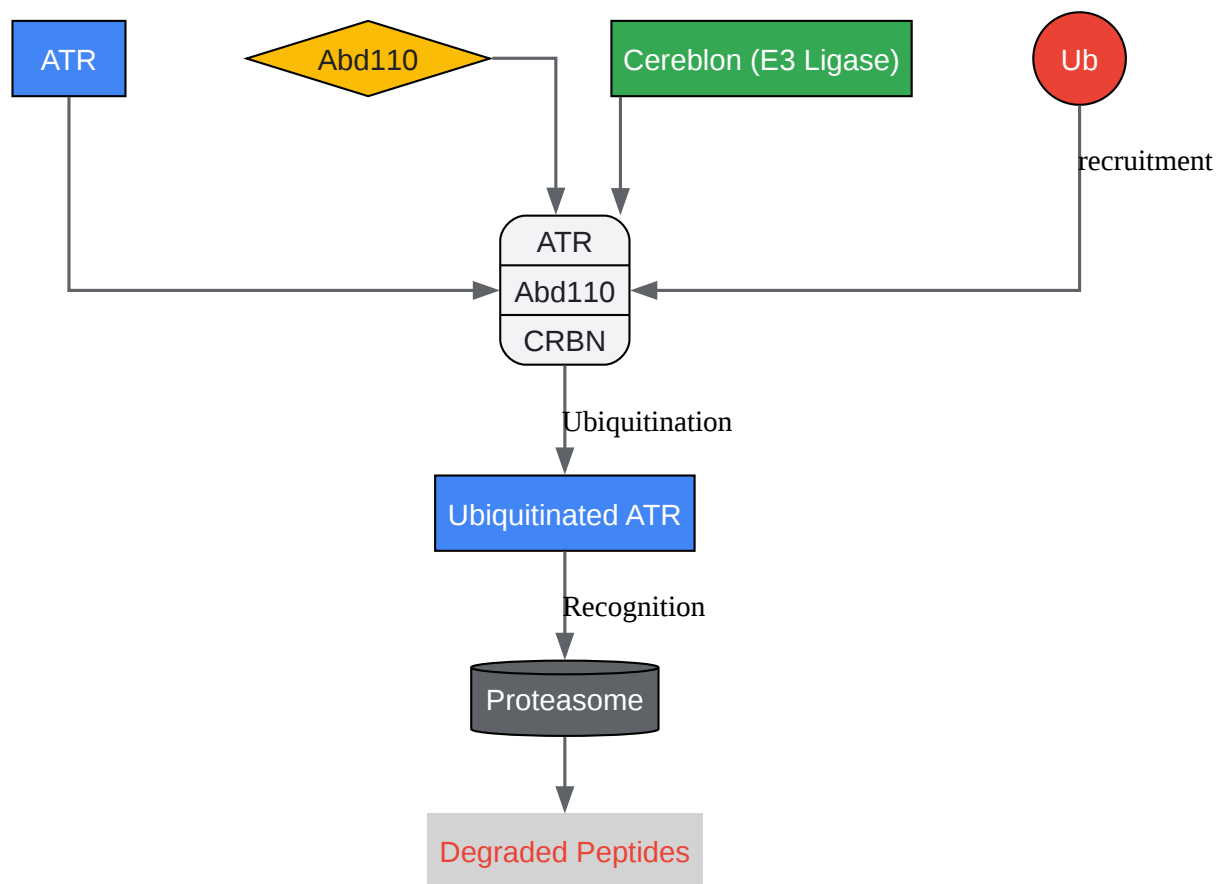 ATR
Abd110
Cereblon (E3 Ligase)
Ub
recruitment
ATR
Abd110
CRBN
Ubiquitination
Ubiquitinated ATR
Recognition
Proteasome
Degraded Peptides